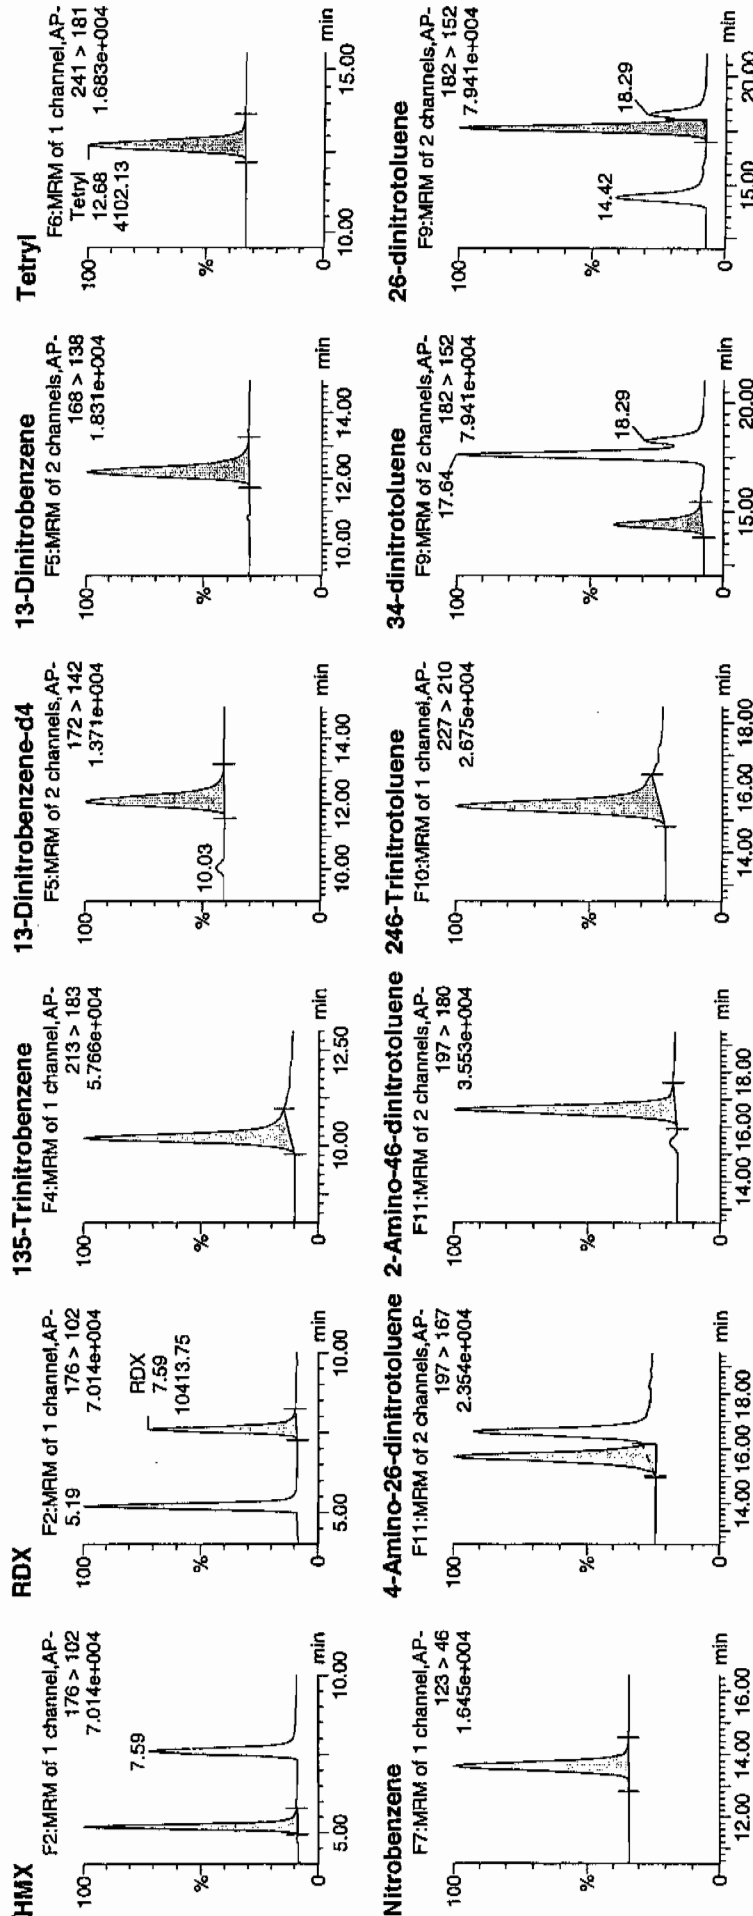 HMX
F2:MRM of 1 channel,AP-
176 > 102
7.014e+004
100
7.59
%
0
5.00
10.00
min
RDX
F2:MRM of 1 channel,AP-
5.19
176 > 102
7.014e+004
100
RDX
7.59
10413.75
%
0
5.00
10.00
min
135-Trinitrobenzene
F4:MRM of 1 channel,AP-
213 > 183
5.766e+004
100
%
0
10.00
12.50
min
13-Dinitrobenzene-d4
F5:MRM of 2 channels,AP-
172 > 142
1.371e+004
100
%
10.03
0
10.00
12.00
14.00
min
13-Dinitrobenzene
F5:MRM of 2 channels,AP-
168 > 138
1.831e+004
100
%
0
10.00
12.00
14.00
min
Tetryl
F6:MRM of 1 channel,AP-
Tetryl
241 > 181
12.68
1.683e+004
4102.13
100
%
0
10.00
15.00
min
Nitrobenzene
F7:MRM of 1 channel,AP-
123 > 46
1.645e+004
100
%
0
12.00
14.00
16.00
min
4-Amino-26-dinitrotoluene
F11:MRM of 2 channels,AP-
197 > 167
2.354e+004
100
%
0
14.00
16.00
18.00
min
2-Amino-46-dinitrotoluene
F11:MRM of 2 channels,AP-
197 > 180
3.553e+004
100
%
0
14.00
16.00
18.00
min
246-Trinitrotoluene
F10:MRM of 1 channel,AP-
227 > 210
2.675e+004
100
%
0
14.00
16.00
18.00
min
34-dinitrotoluene
F9:MRM of 2 channels,AP-
17.64
182 > 152
7.941e+004
100
18.29
%
0
15.00
20.00
min
26-dinitrotoluene
F9:MRM of 2 channels,AP-
182 > 152
7.941e+004
100
14.42
18.29
%
0
15.00
20.00
min